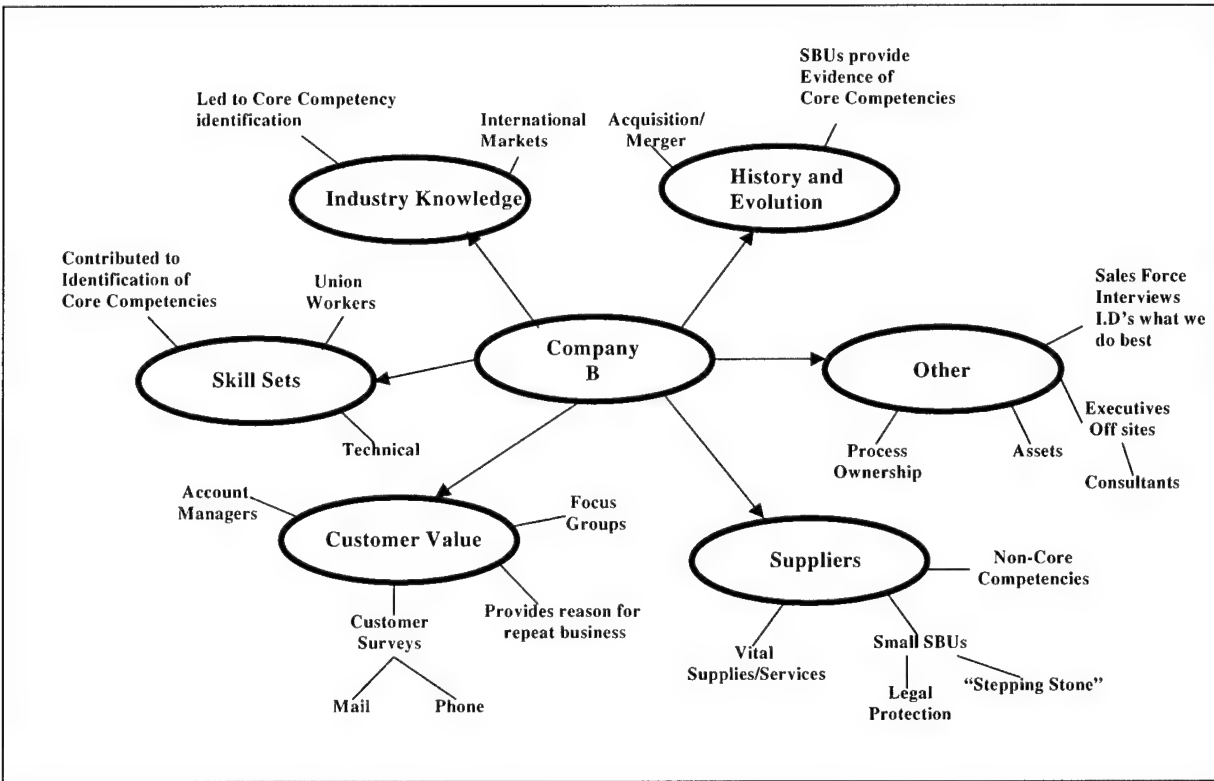 SBUs provide
Evidence of
Core Competencies
Led to Core Competency
identification
International
Markets
Acquisition/
Merger
Industry Knowledge
History and
Evolution
Contributed to
Identification of
Core Competencies
Union
Workers
Sales Force
Interviews
I.D's what we
do best
Company
B
Skill Sets
Other
Technical
Process
Ownership
Assets
Executives
Off sites
Consultants
Account
Managers
Focus
Groups
Customer Value
Suppliers
Non-Core
Competencies
Customer
Surveys
Provides reason for
repeat business
Mail
Phone
Vital
Supplies/Services
Small SBUs
Legal
Protection
"Stepping Stone"